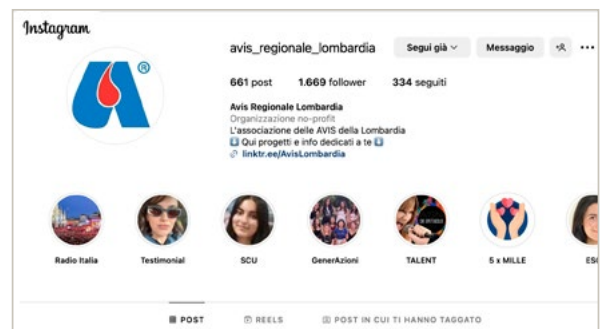 Instagram
avis_regionale_lombardia Segui già Messaggio
661 post 1.669 follower 334 seguiti
Avis Regionale Lombardia
Organizzazione no-profit
L'associazione delle AVIS della Lombardia
⬇️ Qui progetti e info dedicati a te ⬇️
linktr.ee/AvisLombardia
Radio Italia Testimonial SCU GenerAzioni TALENT 5 x MILLE
POST REELS POST IN CUI TI HANNO TAGGATO